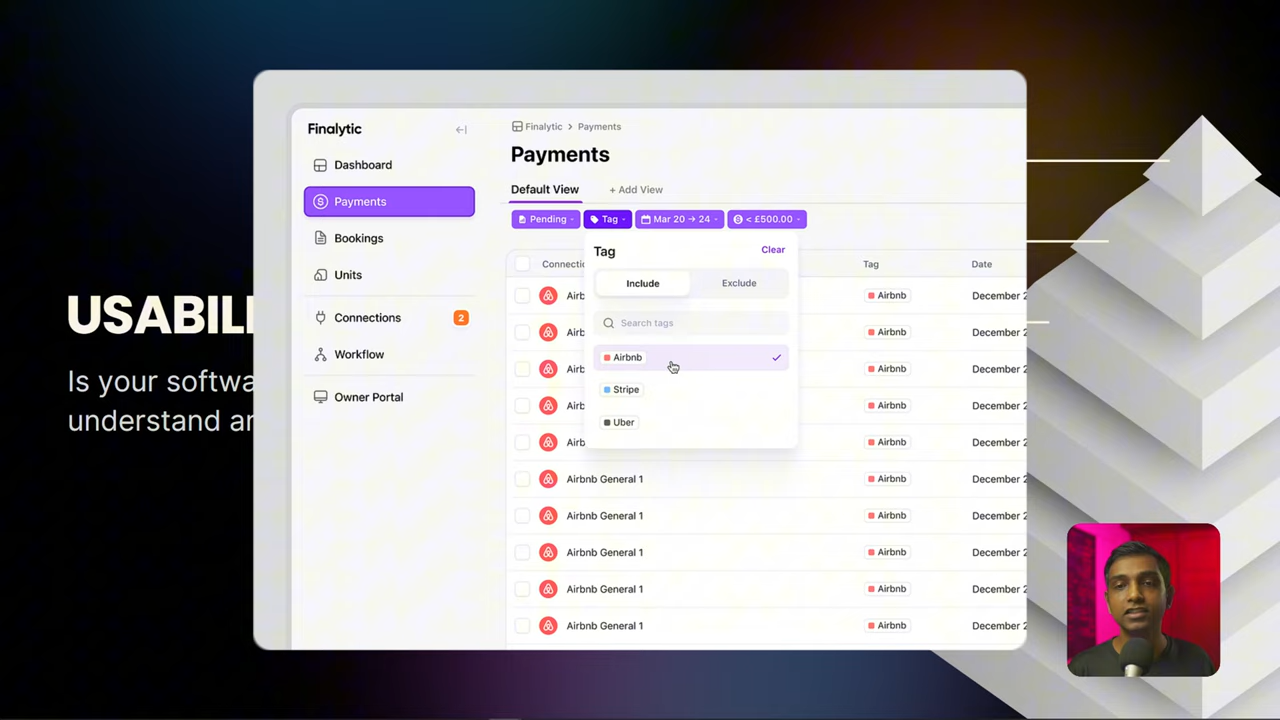 USABILI
Is your softwa
understand ar
Finalytic
Dashboard
Payments
Bookings
Units
Connections
2
Workflow
Owner Portal
Finalytic > Payments
Payments
Default View
+ Add View
Pending
Tag
Mar 20 → 24
< £500.00
Tag
Clear
Include
Exclude
Search tags
Airbnb
Stripe
Uber
Connectio
Tag
Date
Airb
Airbnb
December 2
Airb
Airbnb
December 2
Airb
Airbnb
December 2
Airb
Airbnb
December 2
Airb
Airbnb
December 2
Airbnb General 1
Airbnb
December 2
Airbnb General 1
Airbnb
December 2
Airbnb General 1
Airbnb
December 2
Airbnb General 1
Airbnb
December 2
Airbnb General 1
Airbnb
December 2